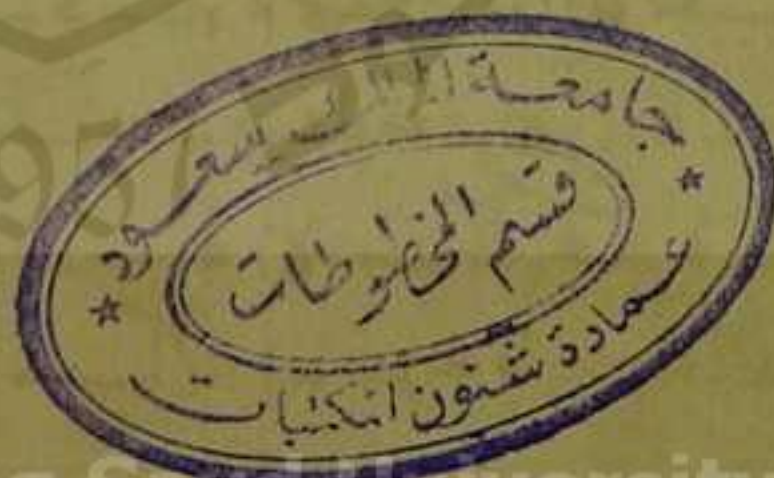 جامعة الملك سعود
قسم المخطوطات
عمادة شئون المكتبات